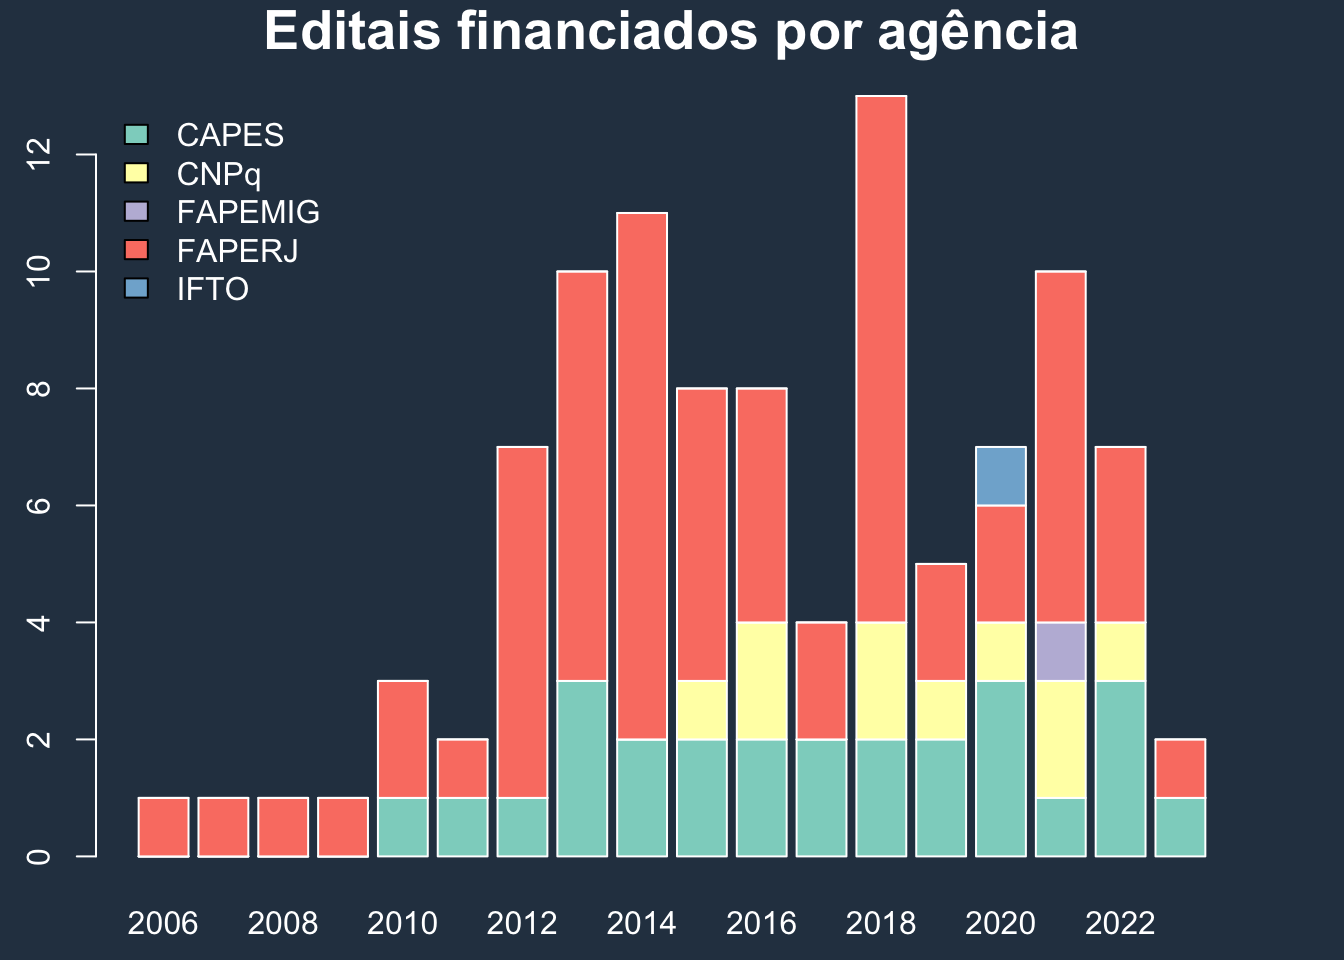 Editais financiados por agência
CAPES
CNPq
FAPEMIG
FAPERJ
IFTO
12
10
8
6
4
2
0
2006 2008 2010 2012 2014 2016 2018 2020 2022